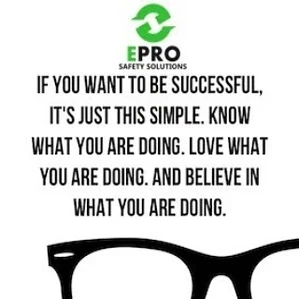 EPRO
SAFETY SOLUTIONS
IF YOU WANT TO BE SUCCESSFUL,
IT'S JUST THIS SIMPLE. KNOW
WHAT YOU ARE DOING. LOVE WHAT
YOU ARE DOING. AND BELIEVE IN
WHAT YOU ARE DOING.